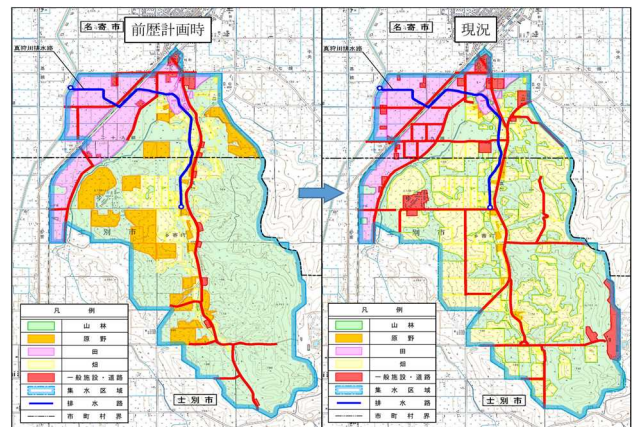 名寄市
前歴計画時
真狩川排水路
別市
士別市
凡例
山林
原野
田
畑
一般施設・道路
集水区域
排水路
市町村界
名寄市
現況
真狩川排水路
別市
士別市
凡例
山林
原野
田
畑
一般施設・道路
集水区域
排水路
市町村界